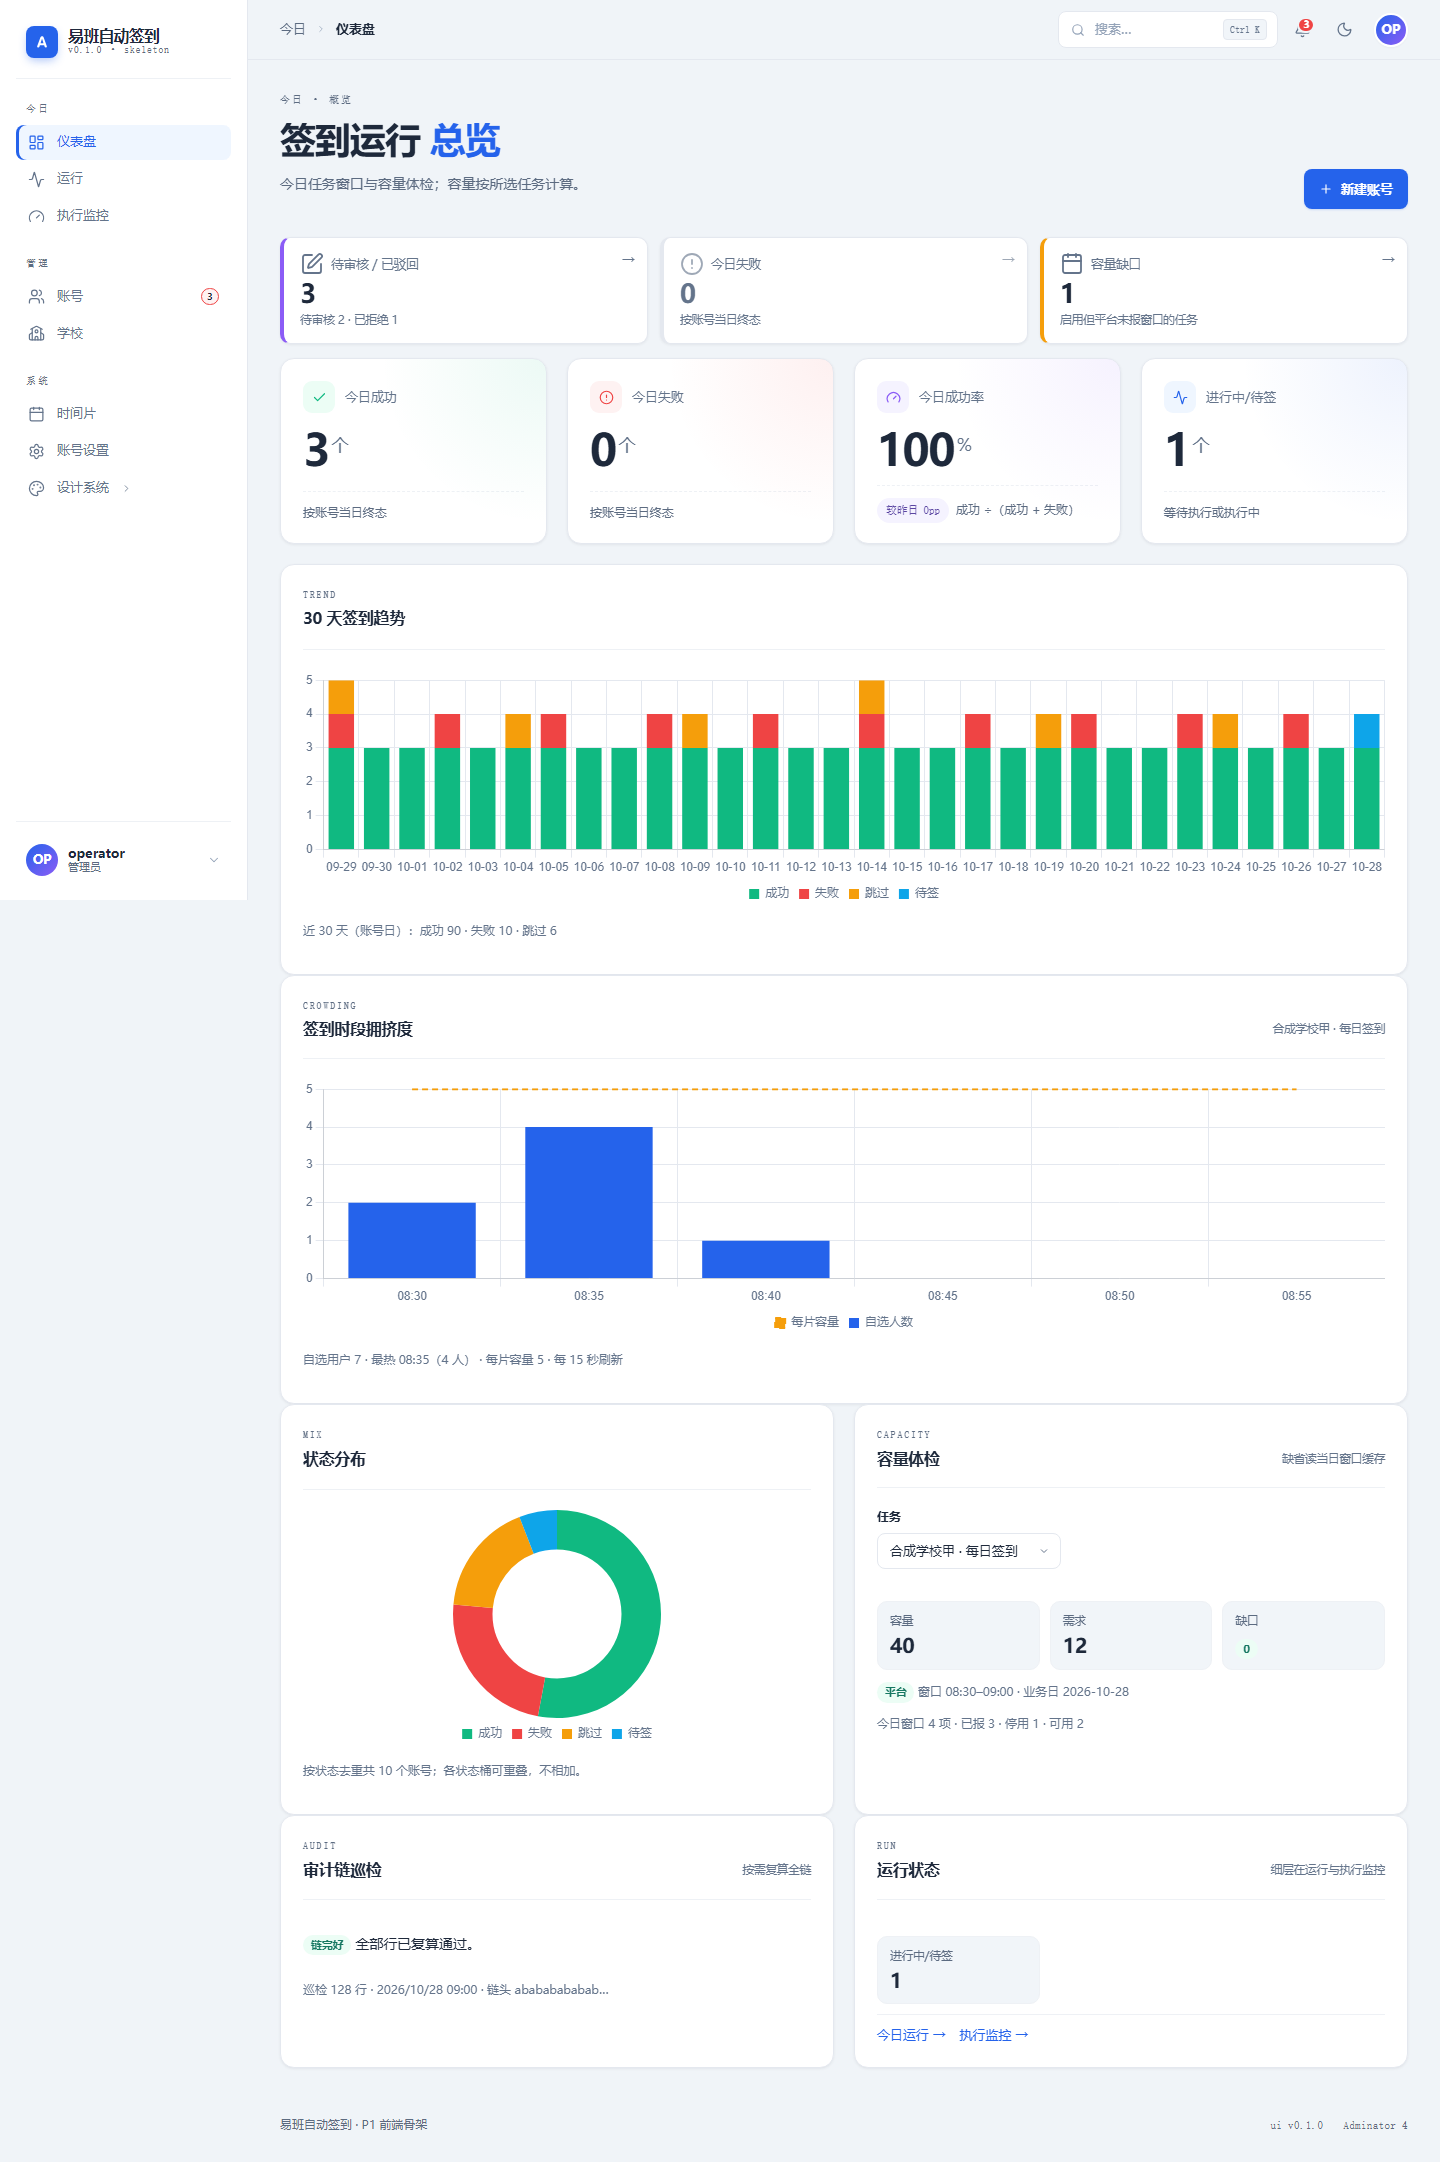 A
易班自动签到
v0.1.0 • skeleton
今日
仪表盘
运行
执行监控
管理
账号
3
学校
系统
时间片
账号设置
设计系统
OP
operator
管理员
今日 › 仪表盘
搜索...
Ctrl K
3
OP
今日 • 概览
签到运行 总览
今日任务窗口与容量体检；容量按所选任务计算。
+ 新建账号
待审核 / 已驳回
→
3
待审核 2 · 已拒绝 1
今日失败
→
0
按账号当日终态
容量缺口
→
1
启用但平台未报窗口的任务
今日成功
3个
按账号当日终态
今日失败
0个
按账号当日终态
今日成功率
100%
较昨日 0pp 成功 ÷（成功 + 失败）
进行中/待签
1个
等待执行或执行中
TREND
30 天签到趋势
5
4
3
2
1
0
09-29 09-30 10-01 10-02 10-03 10-04 10-05 10-06 10-07 10-08 10-09 10-10 10-11 10-12 10-13 10-14 10-15 10-16 10-17 10-18 10-19 10-20 10-21 10-22 10-23 10-24 10-25 10-26 10-27 10-28
成功 失败 跳过 待签
近 30 天（账号日）：成功 90 · 失败 10 · 跳过 6
CROWDING
签到时段拥挤度
合成学校甲 · 每日签到
5
4
3
2
1
0
08:30 08:35 08:40 08:45 08:50 08:55
每片容量 自选人数
自选用户 7 · 最热 08:35（4 人） · 每片容量 5 · 每 15 秒刷新
MIX
状态分布
成功 失败 跳过 待签
按状态去重共 10 个账号；各状态桶可重叠，不相加。
CAPACITY
容量体检
缺省读当日窗口缓存
任务
合成学校甲 · 每日签到
容量
40
需求
12
缺口
0
平台 窗口 08:30–09:00 · 业务日 2026-10-28
今日窗口 4 项 · 已报 3 · 停用 1 · 可用 2
AUDIT
审计链巡检
按需复算全链
链完好 全部行已复算通过。
巡检 128 行 · 2026/10/28 09:00 · 链头 abababababab...
RUN
运行状态
细层在运行与执行监控
进行中/待签
1
今日运行 → 执行监控 →
易班自动签到 · P1 前端骨架
ui v0.1.0 Adminator 4